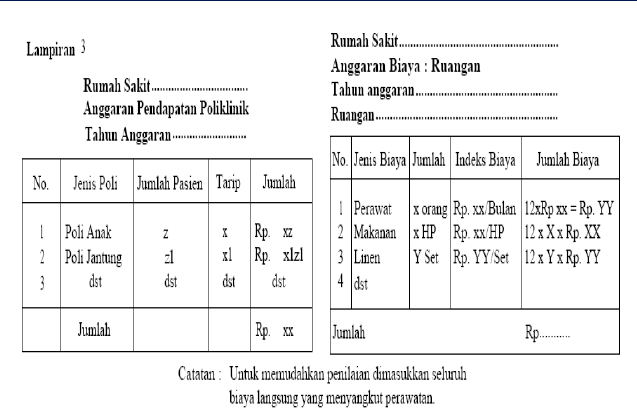 Lampiran 3
Rumah Sakit..................................
Anggaran Pendapatan Poliklinik
Tahun Anggaran..........................
No. Jenis Poli Jumlah Pasien Tarip Jumlah
1 Poli Anak z x Rp. xz
2 Poli Jantung z1 x1 Rp. x1z1
3 dst dst dst dst
Jumlah Rp. xx
Rumah Sakit.........................................................
Anggaran Biaya : Ruangan
Tahun anggaran...................................................
Ruangan.................................................................
No. Jenis Biaya Jumlah Indeks Biaya Jumlah Biaya
1 Perawat x orang Rp. xx/Bulan 12xRp xx = Rp. YY
2 Makanan x HP Rp. xx/HP 12 x X x Rp. XX
3 Linen Y Set Rp. YY/Set 12 x Y x Rp. YY
4 dst
Jumlah Rp...........
Catatan : Untuk memudahkan penilaian dimasukkan seluruh
biaya langsung yang menyangkut perawatan.